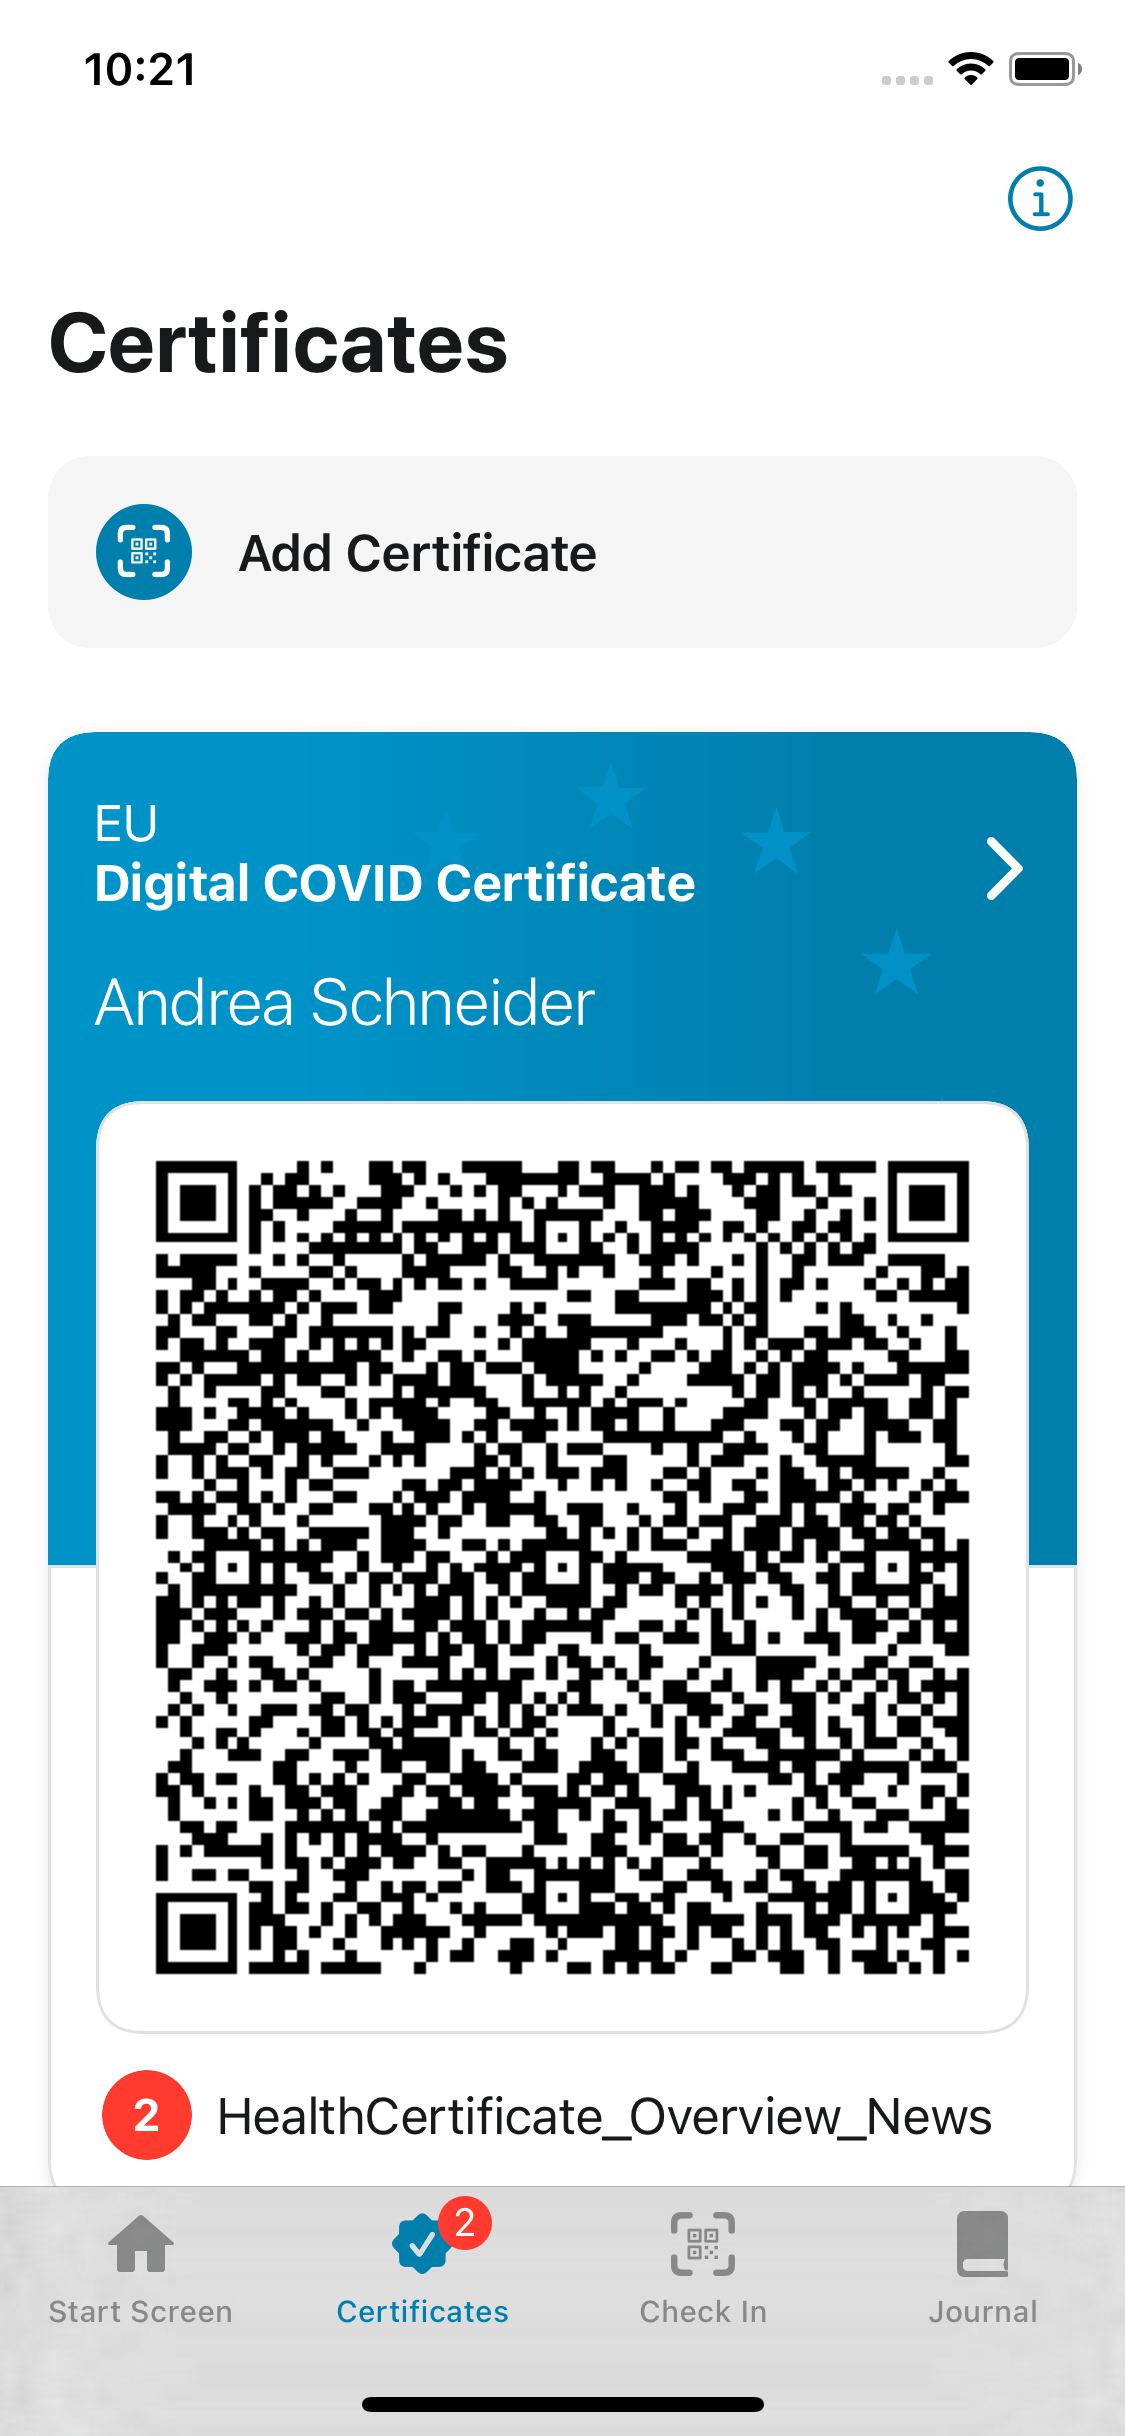 10:21
Certificates
Add Certificate
EU
Digital COVID Certificate
Andrea Schneider
2 HealthCertificate_Overview_News
2
Start Screen Certificates Check In Journal